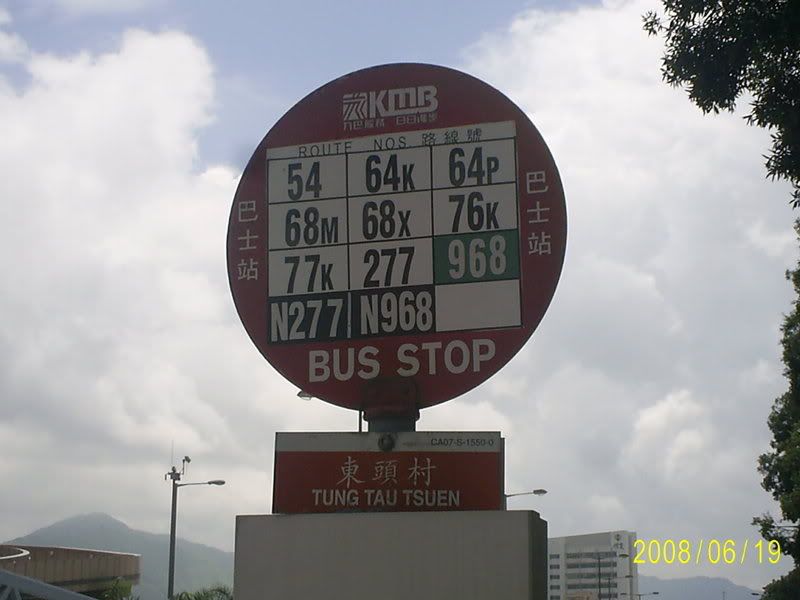 KMB
九巴服務 日日進步
ROUTE NOS. 路線號
54 64K 64P
68M 68X 76K
77K 277 968
N277 N968
巴士站
巴士站
BUS STOP
CA07-S-1550-0
東頭村
TUNG TAU TSUEN
2008/06/19